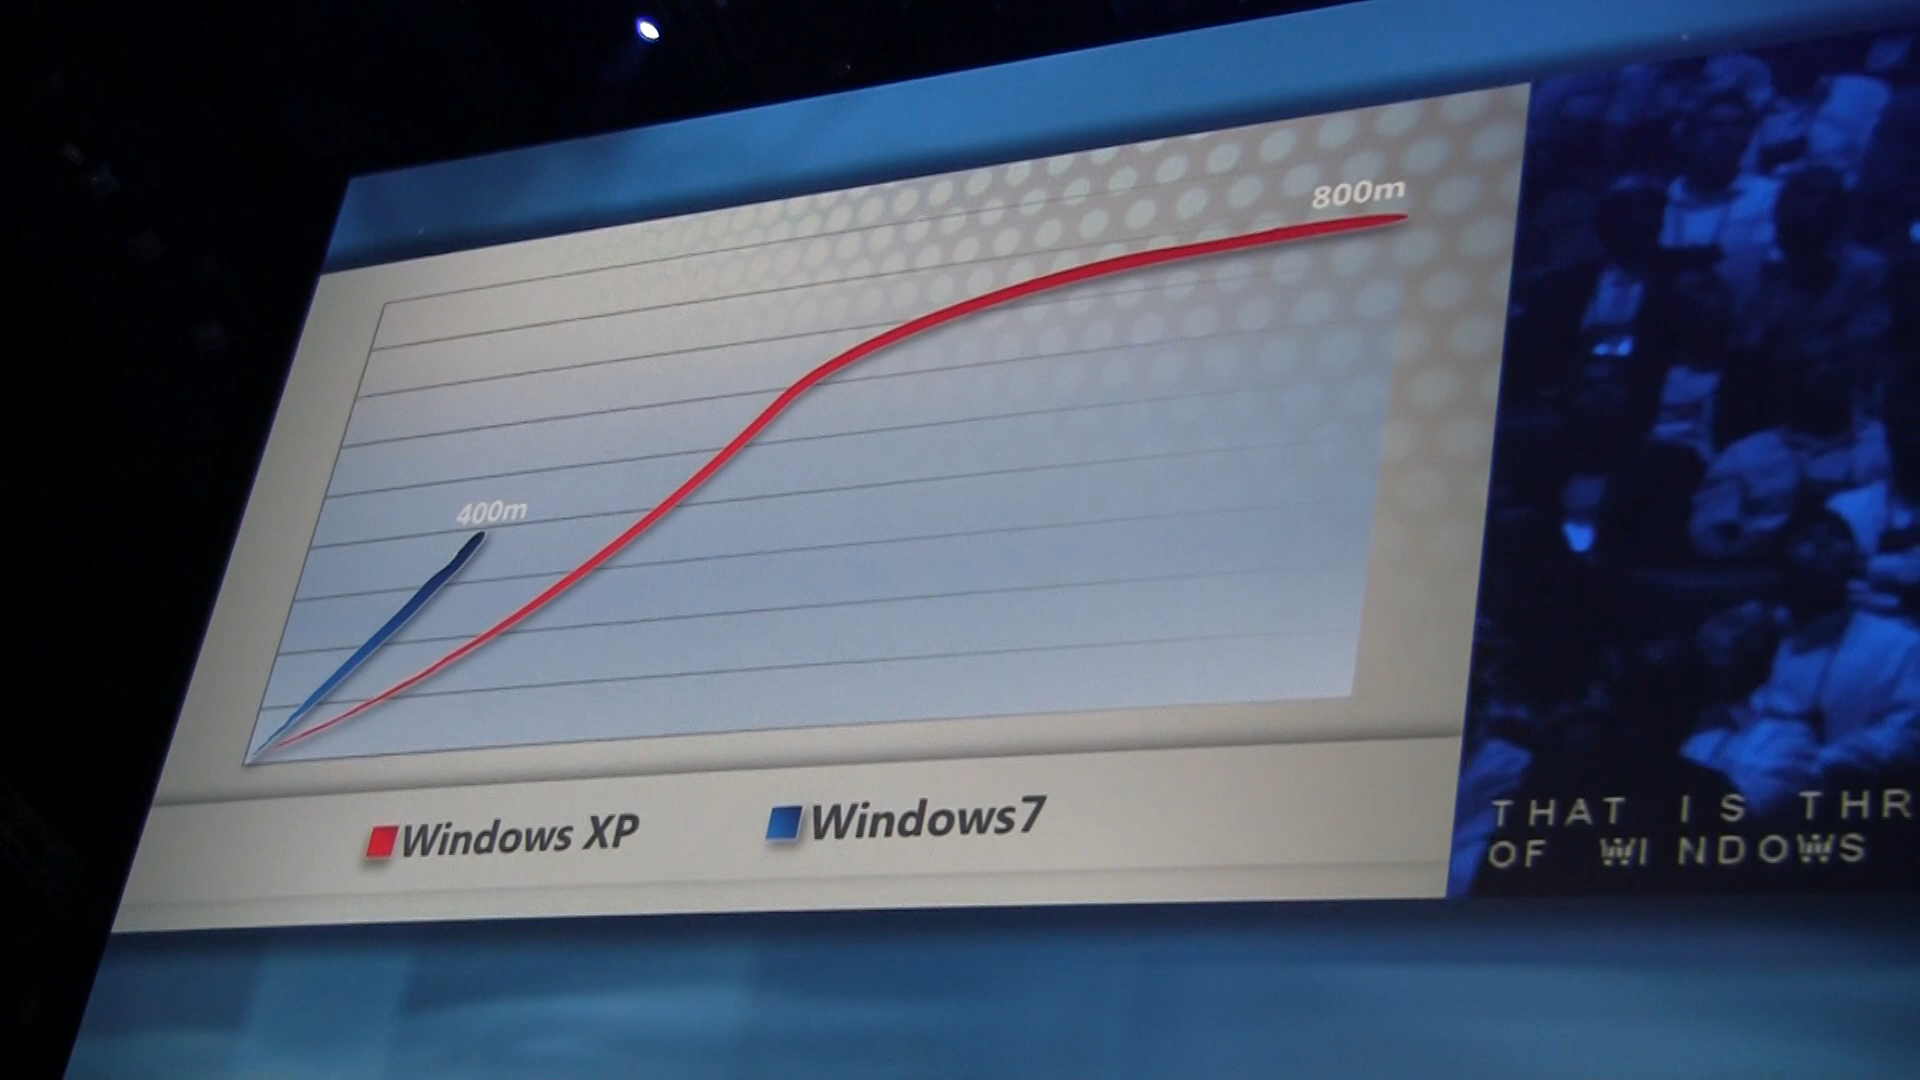 800m
400m
Windows XP
Windows7
THAT IS THR
OF WINDOWS